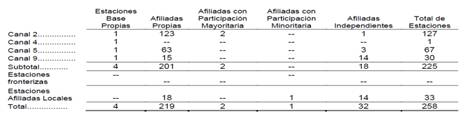 Estaciones Base Propias Afiliadas Propias Afiliadas con Participación Mayoritaria Afiliadas con Participación Minoritaria Afiliadas Independientes Total de Estaciones
Canal 2............... 1 123 2 1 127
Canal 4............... 1 -- -- 1
Canal 5............... 1 63 3 67
Canal 9............... 1 15 -- -- 14 30
Subtotal........... 4 201 2 -- 18 225
Estaciones fronterizas -- -- -- -- --
Estaciones
Afiliadas Locales -- 18 -- 1 14 33
Total................. 4 219 2 1 32 258